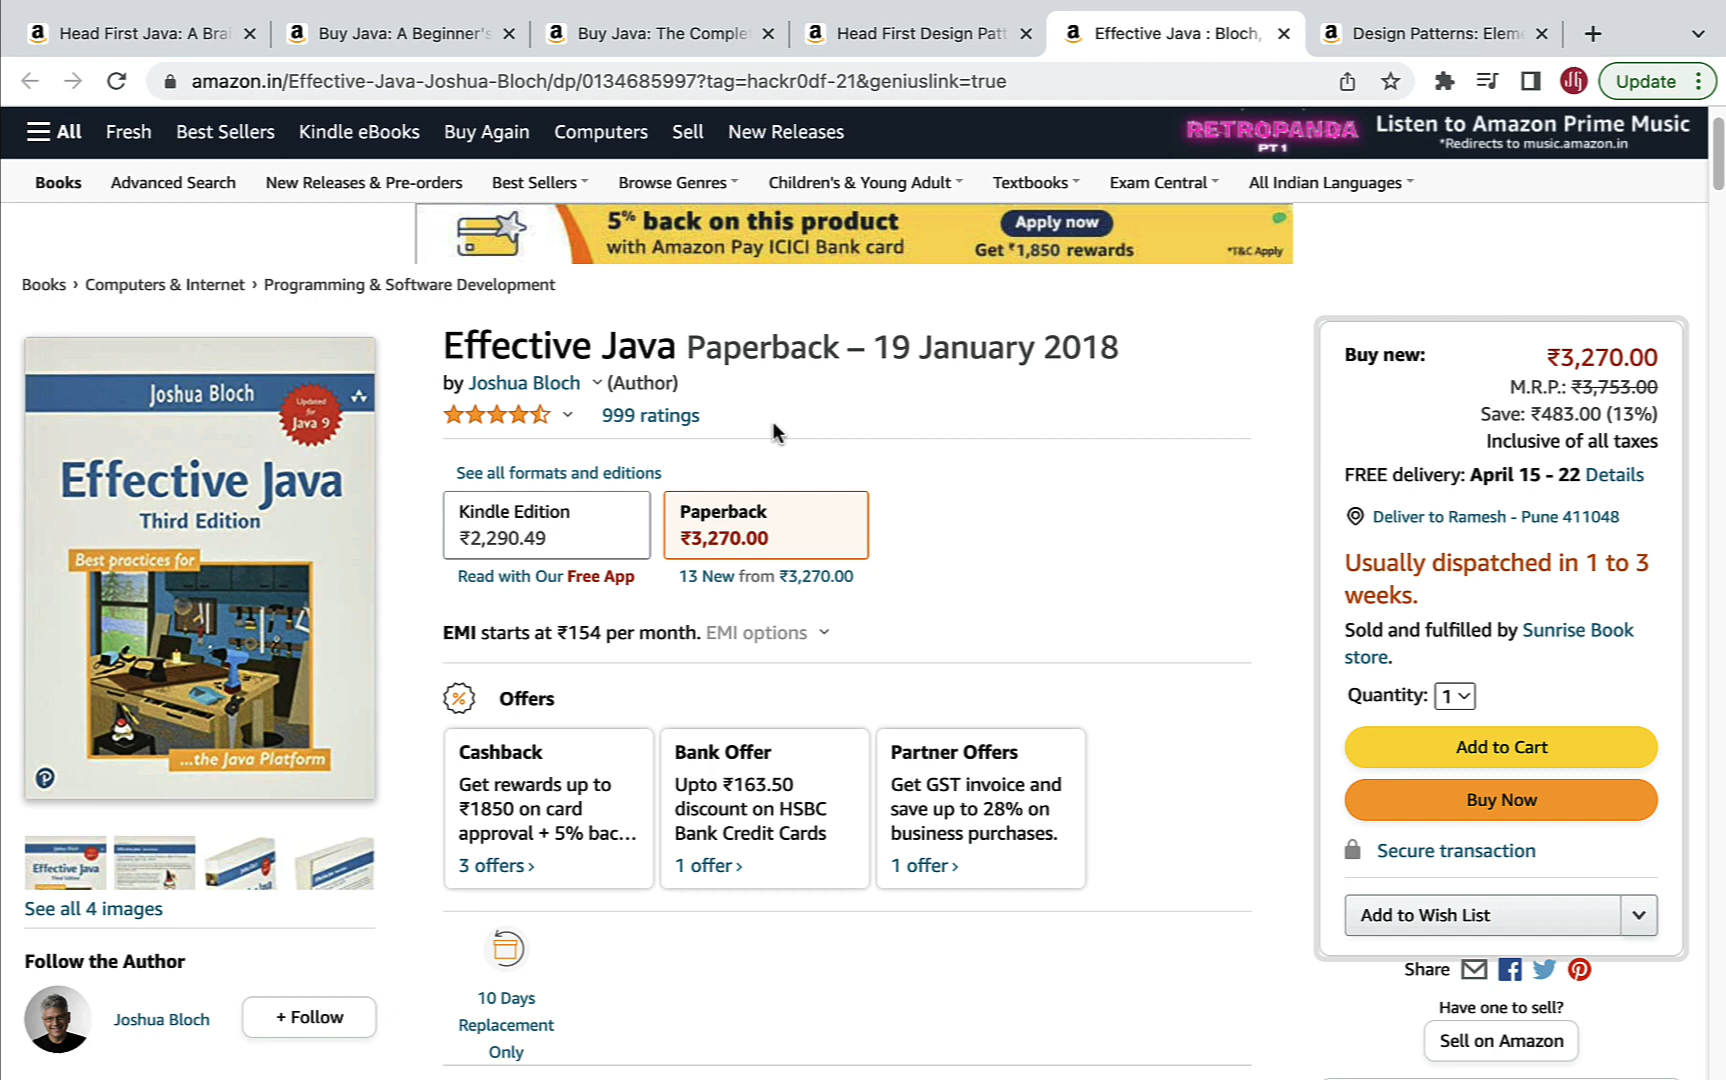 Head First Java: A Brai
Buy Java: A Beginner's
Buy Java: The Comple
Head First Design Patt
Effective Java : Bloch,
Design Patterns: Elem
amazon.in/Effective-Java-Joshua-Bloch/dp/0134685997?tag=hackr0df-21&geniuslink=true
Update
All
Fresh
Best Sellers
Kindle eBooks
Buy Again
Computers
Sell
New Releases
RETROPANDA
PT 1
Listen to Amazon Prime Music
*Redirects to music.amazon.in
Books
Advanced Search
New Releases & Pre-orders
Best Sellers
Browse Genres
Children's & Young Adult
Textbooks
Exam Central
All Indian Languages
5% back on this product
with Amazon Pay ICICI Bank card
Apply now
Get ₹1,850 rewards
*T&C Apply
Books › Computers & Internet › Programming & Software Development
Joshua Bloch
Updated
for
Java 9
Effective Java
Third Edition
Best practices for
...the Java Platform
See all 4 images
Follow the Author
Joshua Bloch
+ Follow
Effective Java Paperback – 19 January 2018
by Joshua Bloch (Author)
999 ratings
See all formats and editions
Kindle Edition
₹2,290.49
Paperback
₹3,270.00
Read with Our Free App
13 New from ₹3,270.00
EMI starts at ₹154 per month. EMI options
Offers
Cashback
Get rewards up to
₹1850 on card
approval + 5% bac...
3 offers ›
Bank Offer
Upto ₹163.50
discount on HSBC
Bank Credit Cards
1 offer ›
Partner Offers
Get GST invoice and
save up to 28% on
business purchases.
1 offer ›
10 Days
Replacement
Only
Buy new:
₹3,270.00
M.R.P.: ₹3,753.00
Save: ₹483.00 (13%)
Inclusive of all taxes
FREE delivery: April 15 - 22 Details
Deliver to Ramesh - Pune 411048
Usually dispatched in 1 to 3
weeks.
Sold and fulfilled by Sunrise Book
store.
Quantity: 1
Add to Cart
Buy Now
Secure transaction
Add to Wish List
Share
Have one to sell?
Sell on Amazon